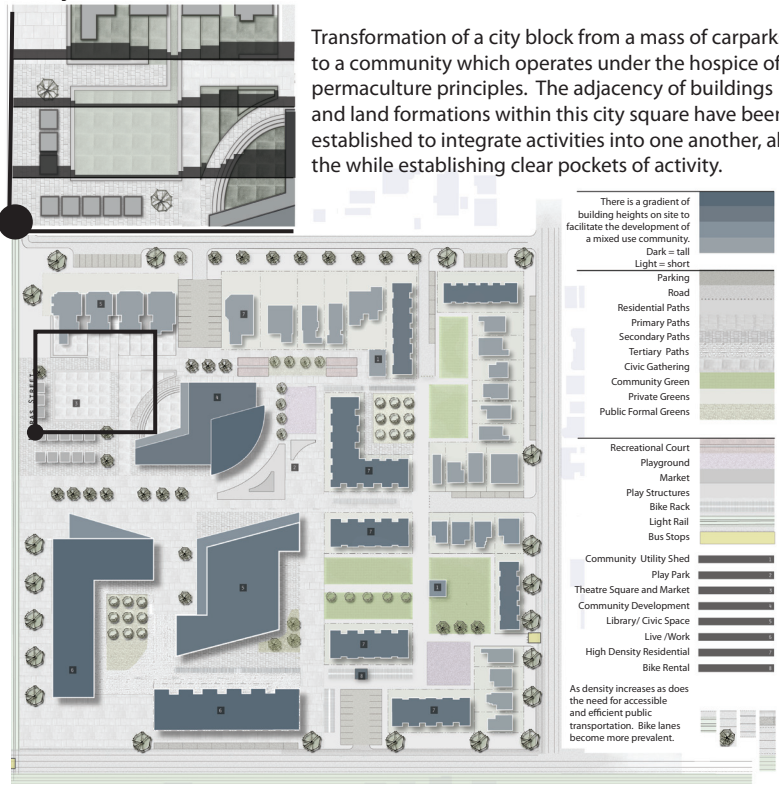 Transformation of a city block from a mass of carpark
to a community which operates under the hospice of
permaculture principles. The adjacency of buildings
and land formations within this city square have been
established to integrate activities into one another, al
the while establishing clear pockets of activity.
There is a gradient of
building heights on site to
facilitate the development of
a mixed use community.
Dark = tall
Light = short
Parking
Road
Residential Paths
Primary Paths
Secondary Paths
Tertiary Paths
Civic Gathering
Community Green
Private Greens
Public Formal Greens
Recreational Court
Playground
Market
Play Structures
Bike Rack
Light Rail
Bus Stops
Community Utility Shed
Play Park
Theatre Square and Market
Community Development
Library/ Civic Space
Live /Work
High Density Residential
Bike Rental
As density increases as does
the need for accessible
and efficient public
transportation. Bike lanes
become more prevalent.